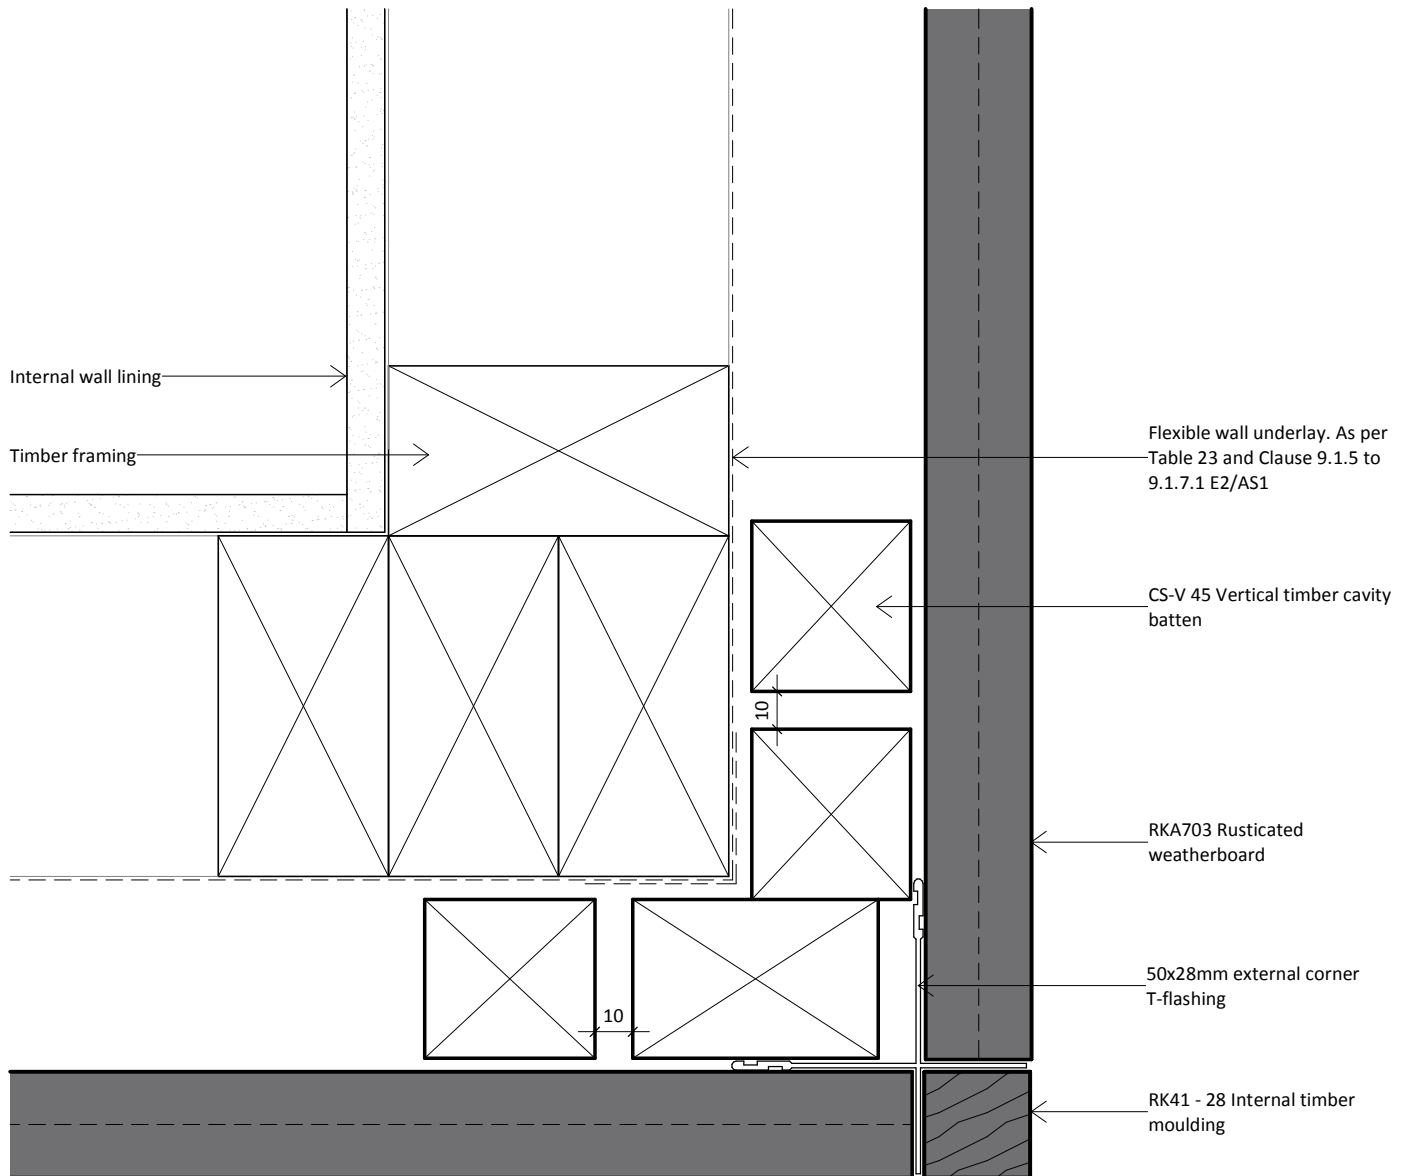 Internal wall lining
Timber framing
Flexible wall underlay. As per
Table 23 and Clause 9.1.5 to
9.1.7.1 E2/AS1
CS-V 45 Vertical timber cavity
batten
10
RKA703 Rusticated
weatherboard
50x28mm external corner
T-flashing
10
RK41 - 28 Internal timber
moulding